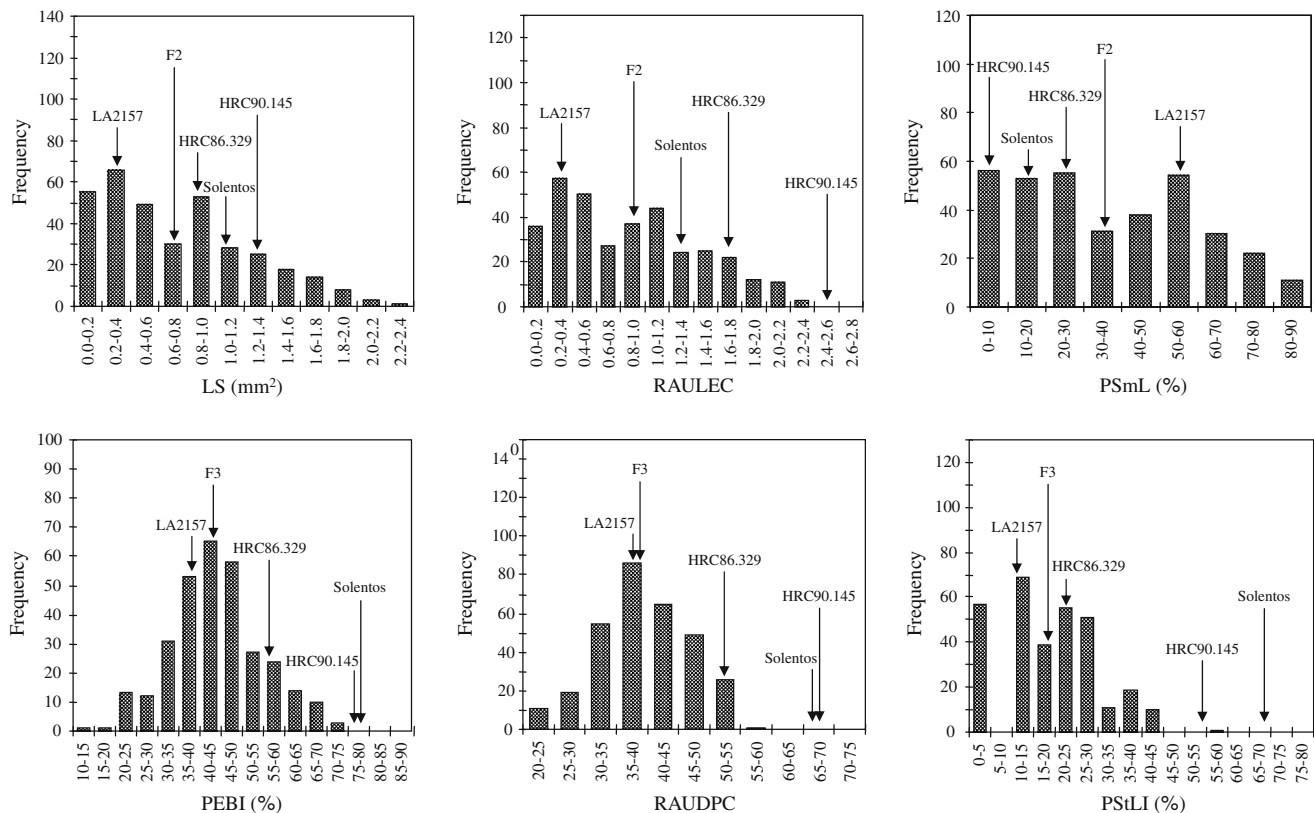 140
120
100
80
60
40
20
0
Frequency
F2
LA2157
HRC90.145
HRC86.329
Solentos
0.0-0.2
0.2-0.4
0.4-0.6
0.6-0.8
0.8-1.0
1.0-1.2
1.2-1.4
1.4-1.6
1.6-1.8
1.8-2.0
2.0-2.2
2.2-2.4
LS (mm²)
100
80
60
40
20
0
Frequency
F2
LA2157
HRC86.329
Solentos
HRC90.145
0.0-0.2
0.2-0.4
0.4-0.6
0.6-0.8
0.8-1.0
1.0-1.2
1.2-1.4
1.4-1.6
1.6-1.8
1.8-2.0
2.0-2.2
2.2-2.4
2.4-2.6
2.6-2.8
RAULEC
120
100
80
60
40
20
0
Frequency
F2
HRC90.145
HRC86.329
LA2157
Solentos
0-10
10-20
20-30
30-40
40-50
50-60
60-70
70-80
80-90
PSmL (%)
100
90
80
70
60
50
40
30
20
10
0
Frequency
F3
LA2157
HRC86.329
Solentos
HRC90.145
10-15
15-20
20-25
25-30
30-35
35-40
40-45
45-50
50-55
55-60
60-65
65-70
70-75
75-80
80-85
85-90
PEBI (%)
0
14
100
80
60
40
20
0
Frequency
F3
LA2157
HRC86.329
HRC90.145
Solentos
20-25
25-30
30-35
35-40
40-45
45-50
50-55
55-60
60-65
65-70
70-75
RAUDPC
120
100
80
60
40
20
0
Frequency
F3
LA2157
HRC86.329
Solentos
HRC90.145
0-5
5-10
10-15
15-20
20-25
25-30
30-35
35-40
40-45
45-50
50-55
55-60
60-65
65-70
70-75
75-80
PStLI (%)